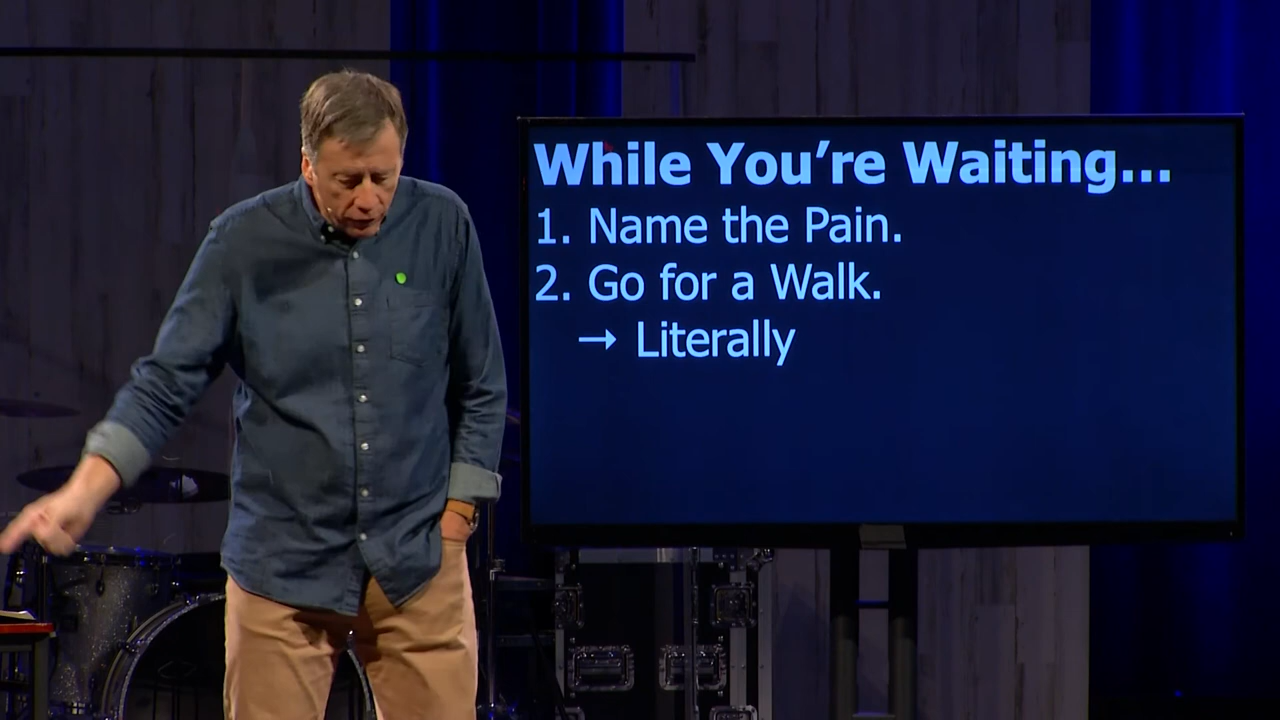 While You’re Waiting...
1. Name the Pain.
2. Go for a Walk.
→ Literally